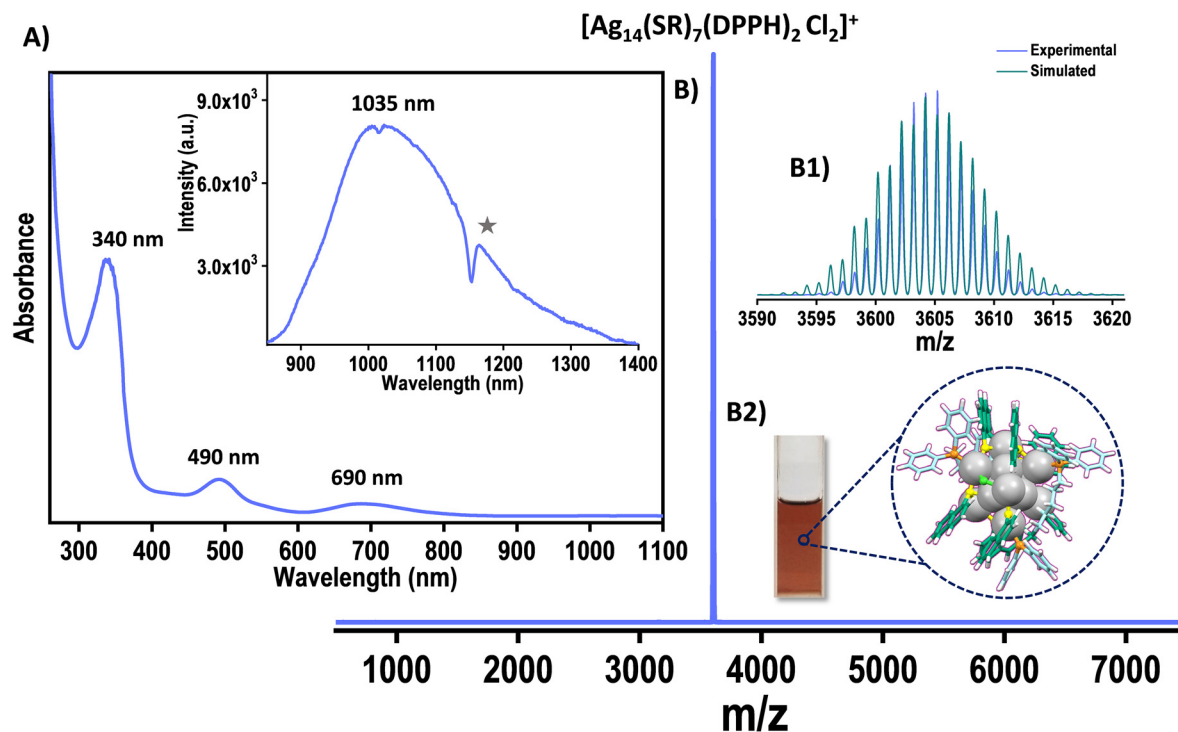 [Ag₁₄(SR)₇(DPPH)₂ Cl₂]⁺
A)
1035 nm
9.0x10³
6.0x10³
3.0x10³
Intensity (a.u.)
900 1000 1100 1200 1300 1400
Wavelength (nm)
340 nm
490 nm
690 nm
Absorbance
300 400 500 600 700 800 900 1000 1100
Wavelength (nm)
B)
Experimental
Simulated
B1)
3590 3595 3600 3605 3610 3615 3620
m/z
B2)
1000 2000 3000 4000 5000 6000 7000
m/z